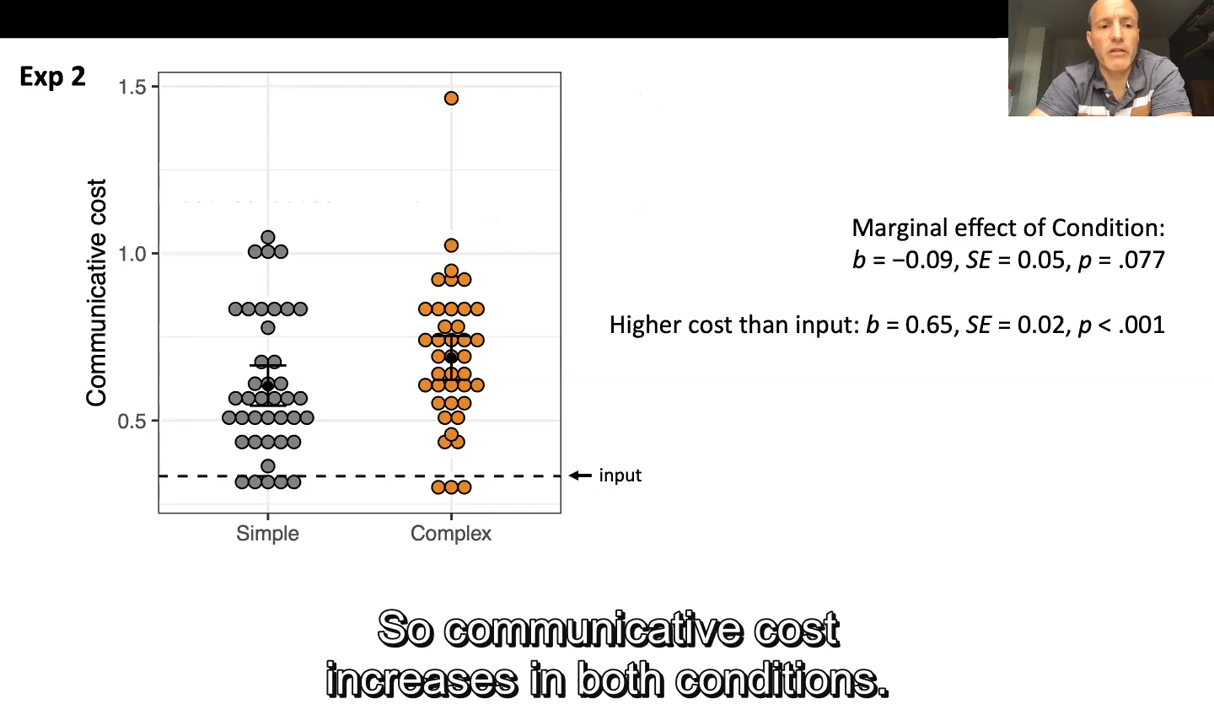 Exp 2
Communicative cost
1.5
1.0
0.5
Simple
Complex
input
Marginal effect of Condition:
b = −0.09, SE = 0.05, p = .077
Higher cost than input: b = 0.65, SE = 0.02, p < .001
So communicative cost
increases in both conditions.